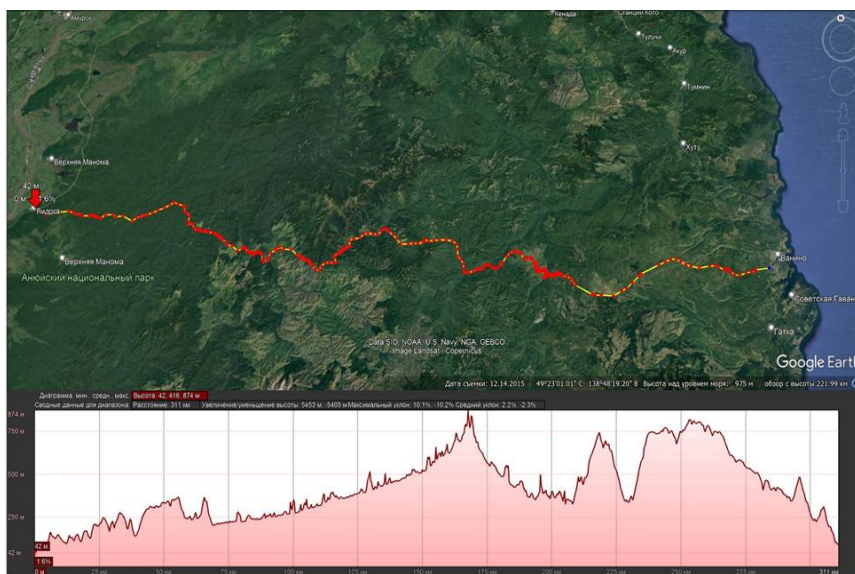 Амурск
Кенада
Станции Кото
Тулучи
Акур
Тумнин
Хуту
Верхняя Манома
42 м
0 м 1.6%
Лидога
Верхняя Манома
Анюйский национальный парк
Ванино
Советская Гаван
Гатка
Data SIO, NOAA, U.S. Navy, NGA, GEBCO
Image Landsat / Copernicus
Google Earth
Дата съемки: 12.14.2015 49°23'01.01" С 138°48'19.20" В Высота над уровнем моря: 975 м обзор с высоты 221.99 км
Диаграмма: мин., средн., макс. Высота: 42, 416, 874 м
Сводные данные для диапазона: Расстояние: 311 км Увеличение/уменьшение высоты: 5453 м, -5405 м Максимальный уклон: 10.1%, -10.2% Средний уклон: 2.2%, -2.3%
874 м
750 м
500 м
250 м
42 м
42 м
1.6%
0 м 25 км 50 км 75 км 100 км 125 км 150 км 175 км 200 км 225 км 250 км 275 км 311 км